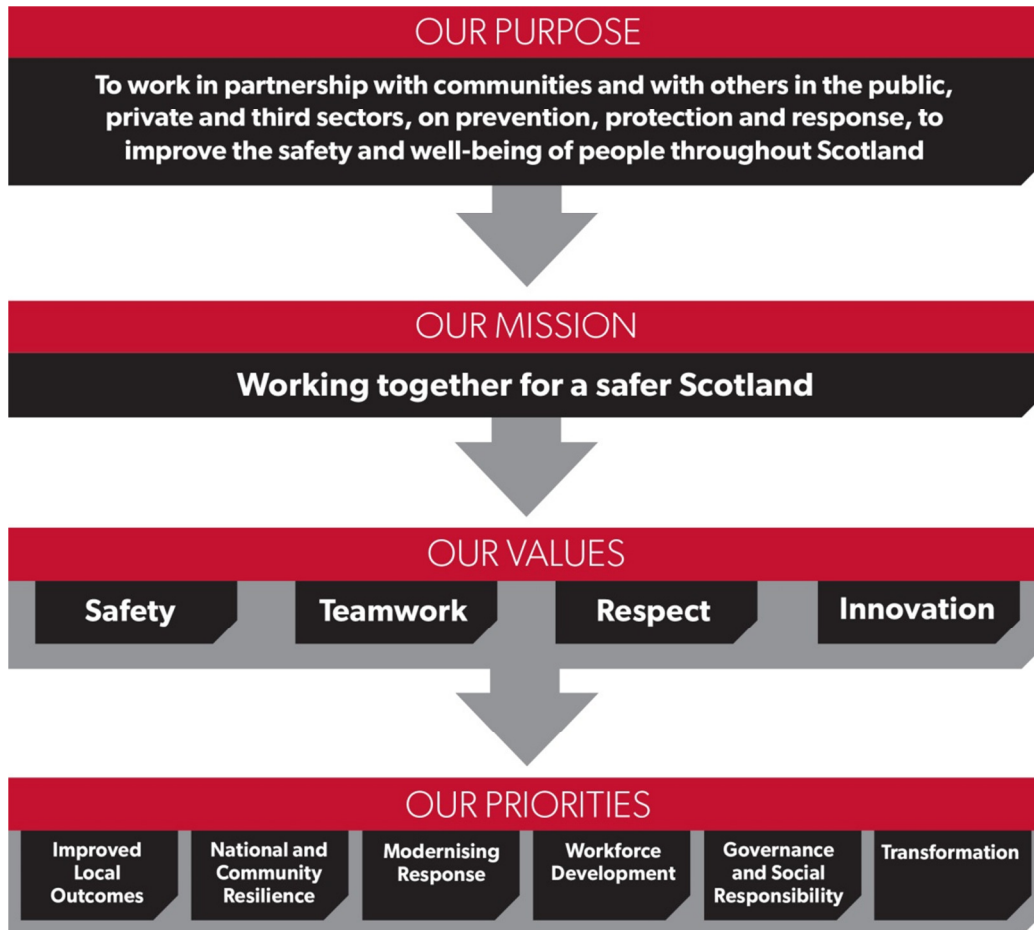 OUR PURPOSE
To work in partnership with communities and with others in the public,
private and third sectors, on prevention, protection and response, to
improve the safety and well-being of people throughout Scotland
OUR MISSION
Working together for a safer Scotland
OUR VALUES
Safety
Teamwork
Respect
Innovation
OUR PRIORITIES
Improved
Local
Outcomes
National and
Community
Resilience
Modernising
Response
Workforce
Development
Governance
and Social
Responsibility
Transformation